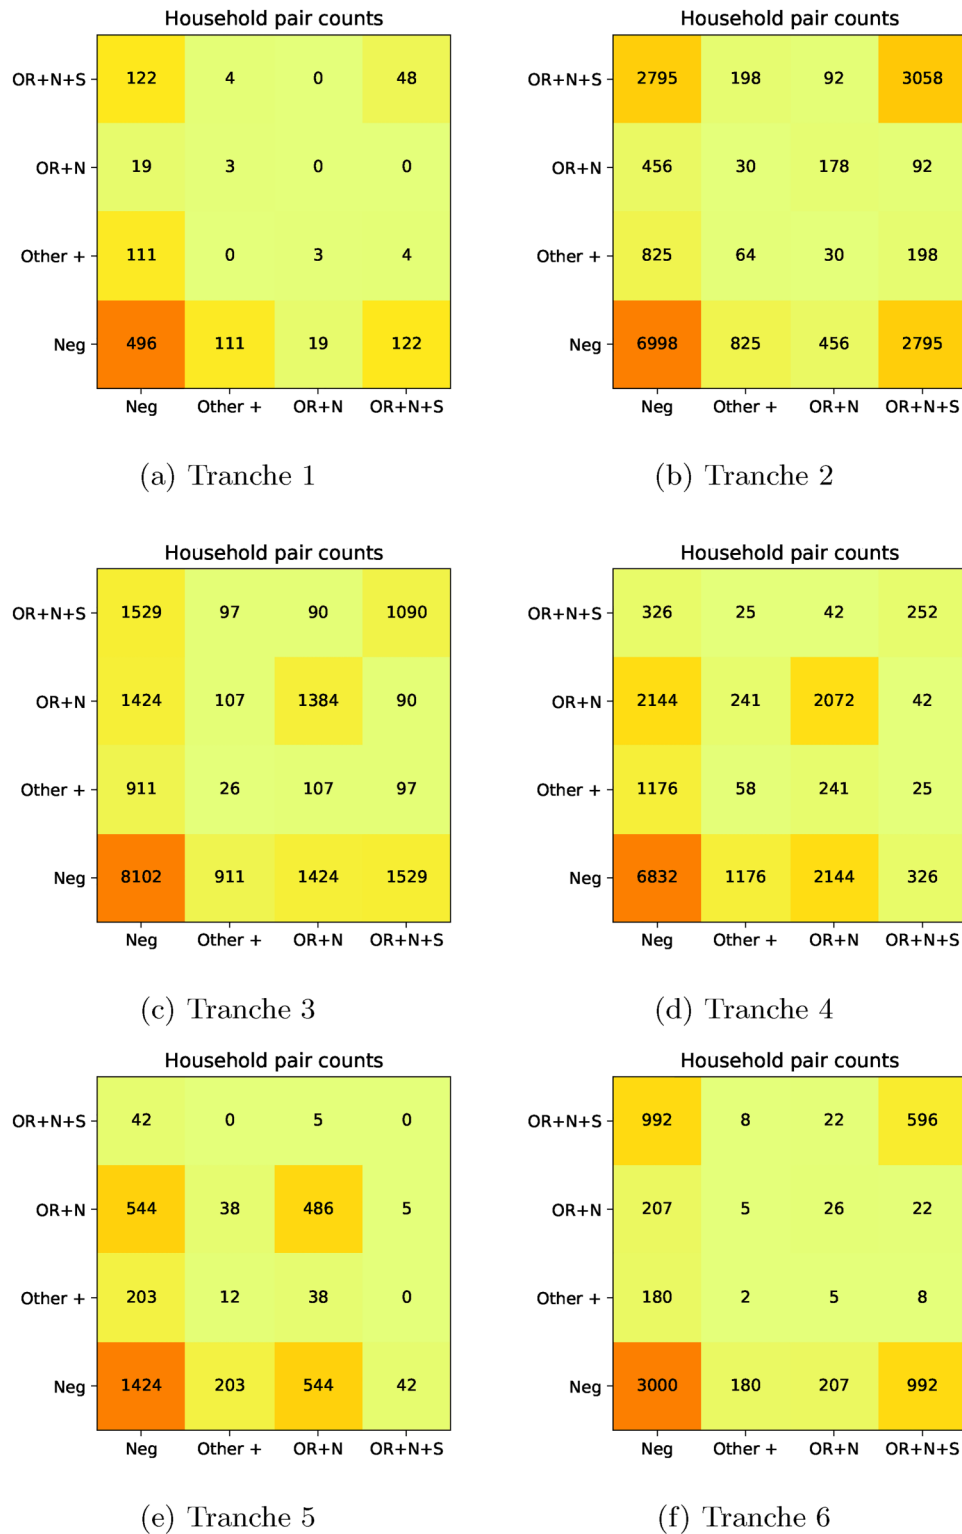 Household pair counts Household pair counts
OR+N+S 122 4 0 48 OR+N+S 2795 198 92 3058
OR+N 19 3 0 0 OR+N 456 30 178 92
Other + 111 0 3 4 Other + 825 64 30 198
Neg 496 111 19 122 Neg 6998 825 456 2795
Neg Other + OR+N OR+N+S Neg Other + OR+N OR+N+S
(a) Tranche 1 (b) Tranche 2
Household pair counts Household pair counts
OR+N+S 1529 97 90 1090 OR+N+S 326 25 42 252
OR+N 1424 107 1384 90 OR+N 2144 241 2072 42
Other + 911 26 107 97 Other + 1176 58 241 25
Neg 8102 911 1424 1529 Neg 6832 1176 2144 326
Neg Other + OR+N OR+N+S Neg Other + OR+N OR+N+S
(c) Tranche 3 (d) Tranche 4
Household pair counts Household pair counts
OR+N+S 42 0 5 0 OR+N+S 992 8 22 596
OR+N 544 38 486 5 OR+N 207 5 26 22
Other + 203 12 38 0 Other + 180 2 5 8
Neg 1424 203 544 42 Neg 3000 180 207 992
Neg Other + OR+N OR+N+S Neg Other + OR+N OR+N+S
(e) Tranche 5 (f) Tranche 6